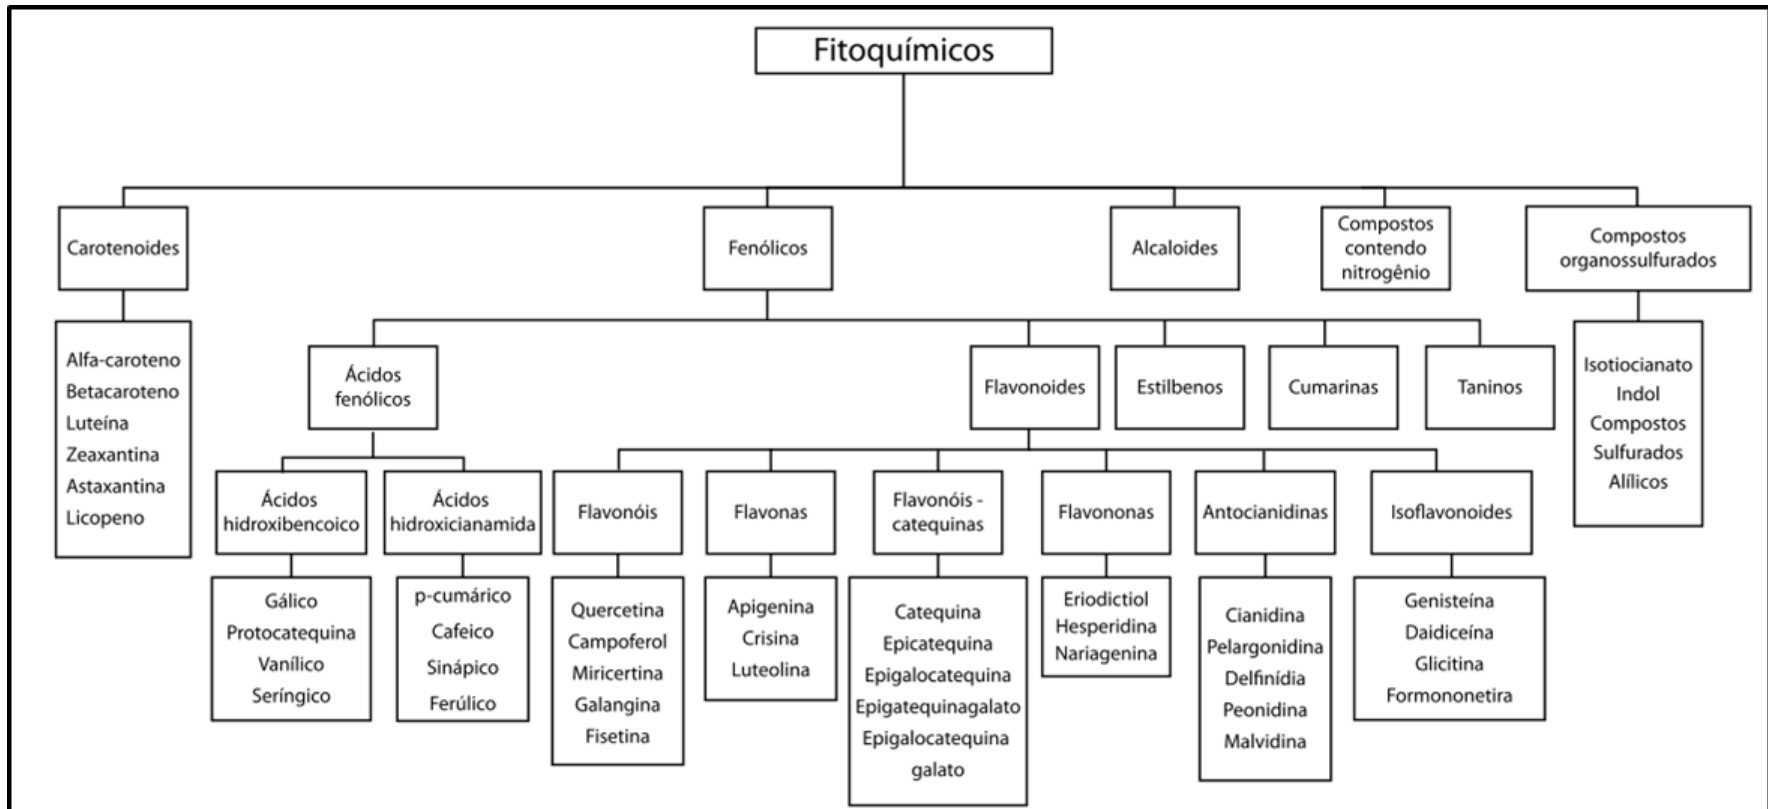 Fitoquímicos
Carotenoides
Fenólicos
Alcaloides
Compostos
contendo
nitrogênio
Compostos
organossulfurados
Alfa-caroteno
Betacaroteno
Luteína
Zeaxantina
Astaxantina
Licopeno
Ácidos
fenólicos
Flavonoides
Estilbenos
Cumarinas
Taninos
Isotiocianato
Indol
Compostos
Sulfurados
Alílicos
Ácidos
hidroxibencoico
Ácidos
hidroxicianamida
Flavonóis
Flavonas
Flavonóis -
catequinas
Flavononas
Antocianidinas
Isoflavonoides
Gálico
Protocatequina
Vanílico
Seríngico
p-cumárico
Cafeico
Sinápico
Ferúlico
Quercetina
Campoferol
Miricertina
Galangina
Fisetina
Apigenina
Crisina
Luteolina
Catequina
Epicatequina
Epigalocatequina
Epigatequinagalato
Epigalocatequina
galato
Eriodictiol
Hesperidina
Nariagenina
Cianidina
Pelargonidina
Delfinídia
Peonidina
Malvidina
Genisteína
Daidiceína
Glicitina
Formononetira